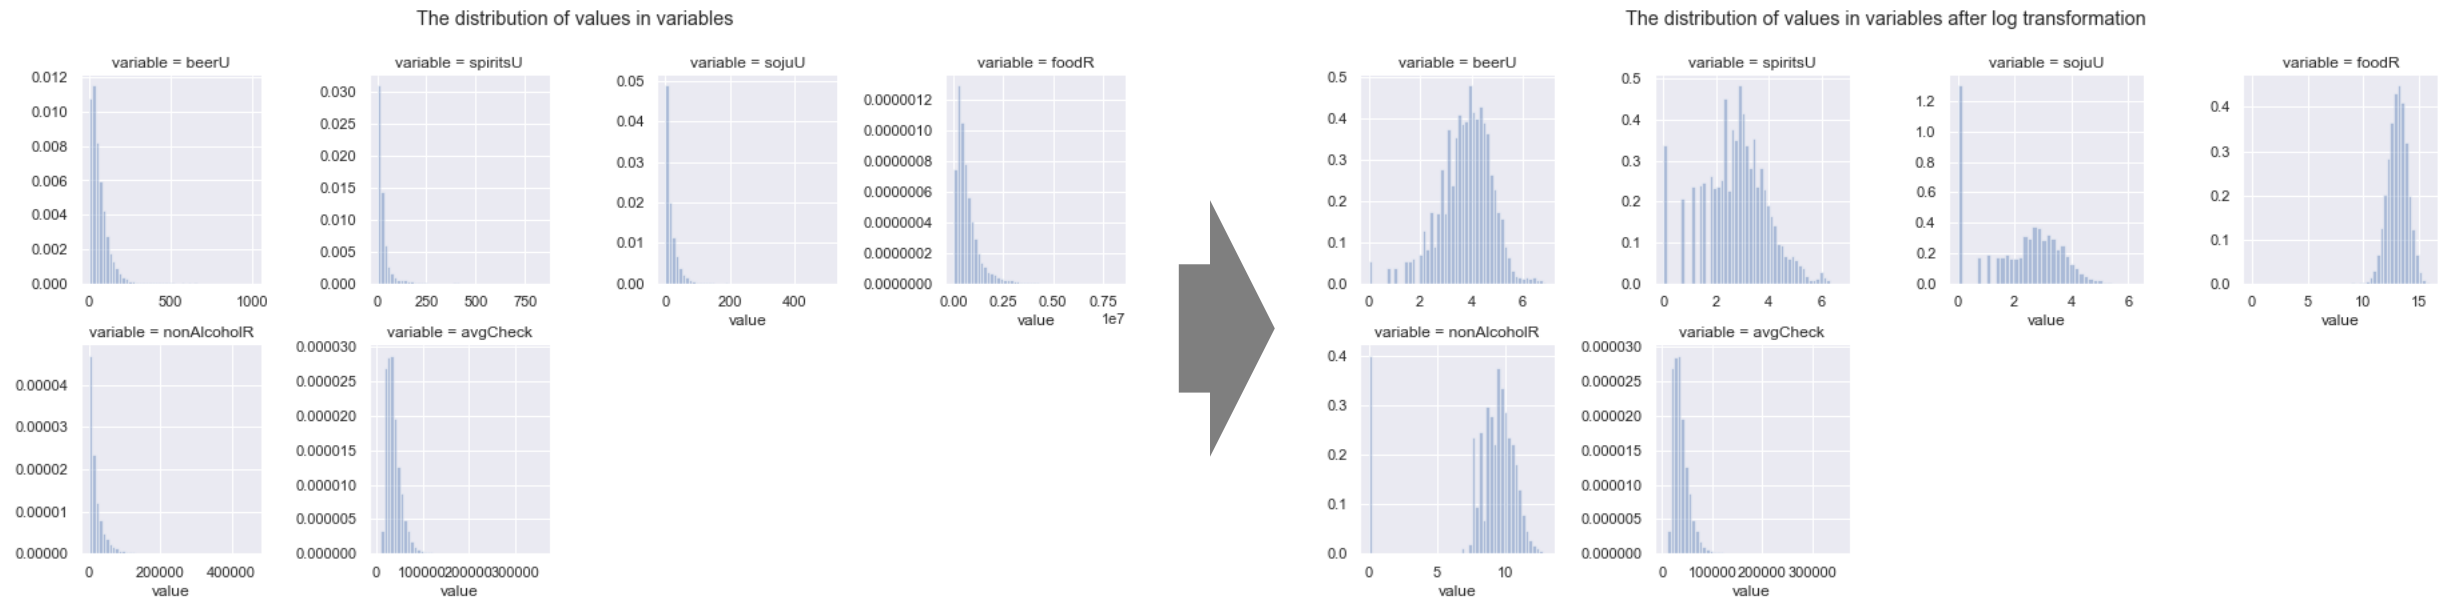 The distribution of values in variables
variable = beerU
0.012
0.010
0.008
0.006
0.004
0.002
0.000
0 500 1000
variable = spiritsU
0.030
0.025
0.020
0.015
0.010
0.005
0.000
0 250 500 750
variable = sojuU
0.05
0.04
0.03
0.02
0.01
0.00
0 200 400
value
variable = foodR
0.0000012
0.0000010
0.0000008
0.0000006
0.0000004
0.0000002
0.0000000
0.00 0.25 0.50 0.75
value 1e7
variable = nonAlcoholR
0.00004
0.00003
0.00002
0.00001
0.00000
0 200000 400000
value
variable = avgCheck
0.000030
0.000025
0.000020
0.000015
0.000010
0.000005
0.000000
0 100000 200000 300000
value
The distribution of values in variables after log transformation
variable = beerU
0.5
0.4
0.3
0.2
0.1
0.0
0 2 4 6
variable = spiritsU
0.5
0.4
0.3
0.2
0.1
0.0
0 2 4 6
variable = sojuU
1.2
1.0
0.8
0.6
0.4
0.2
0.0
0 2 4 6
value
variable = foodR
0.4
0.3
0.2
0.1
0.0
0 5 10 15
value
variable = nonAlcoholR
0.4
0.3
0.2
0.1
0.0
0 5 10
value
variable = avgCheck
0.000030
0.000025
0.000020
0.000015
0.000010
0.000005
0.000000
0 100000 200000 300000
value